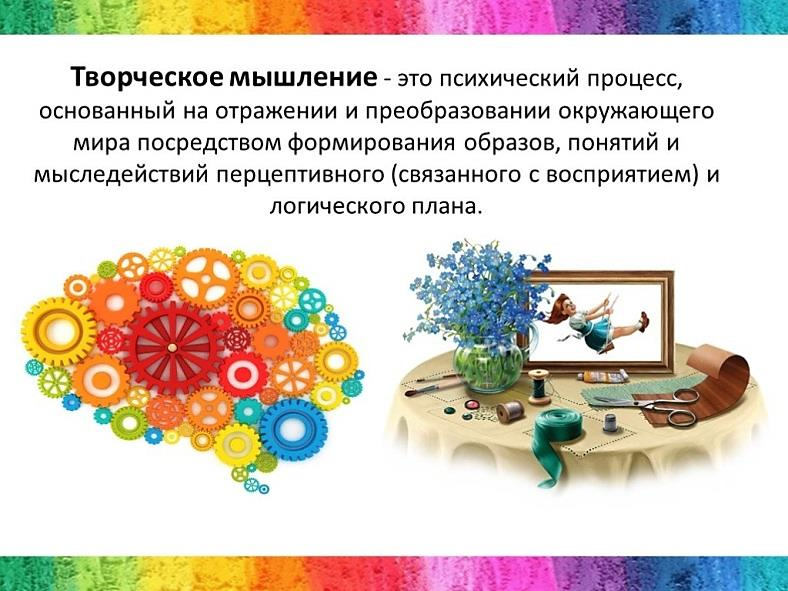 Творческое мышление - это психический процесс,
основанный на отражении и преобразовании окружающего
мира посредством формирования образов, понятий и
мыследействий перцептивного (связанного с восприятием) и
логического плана.